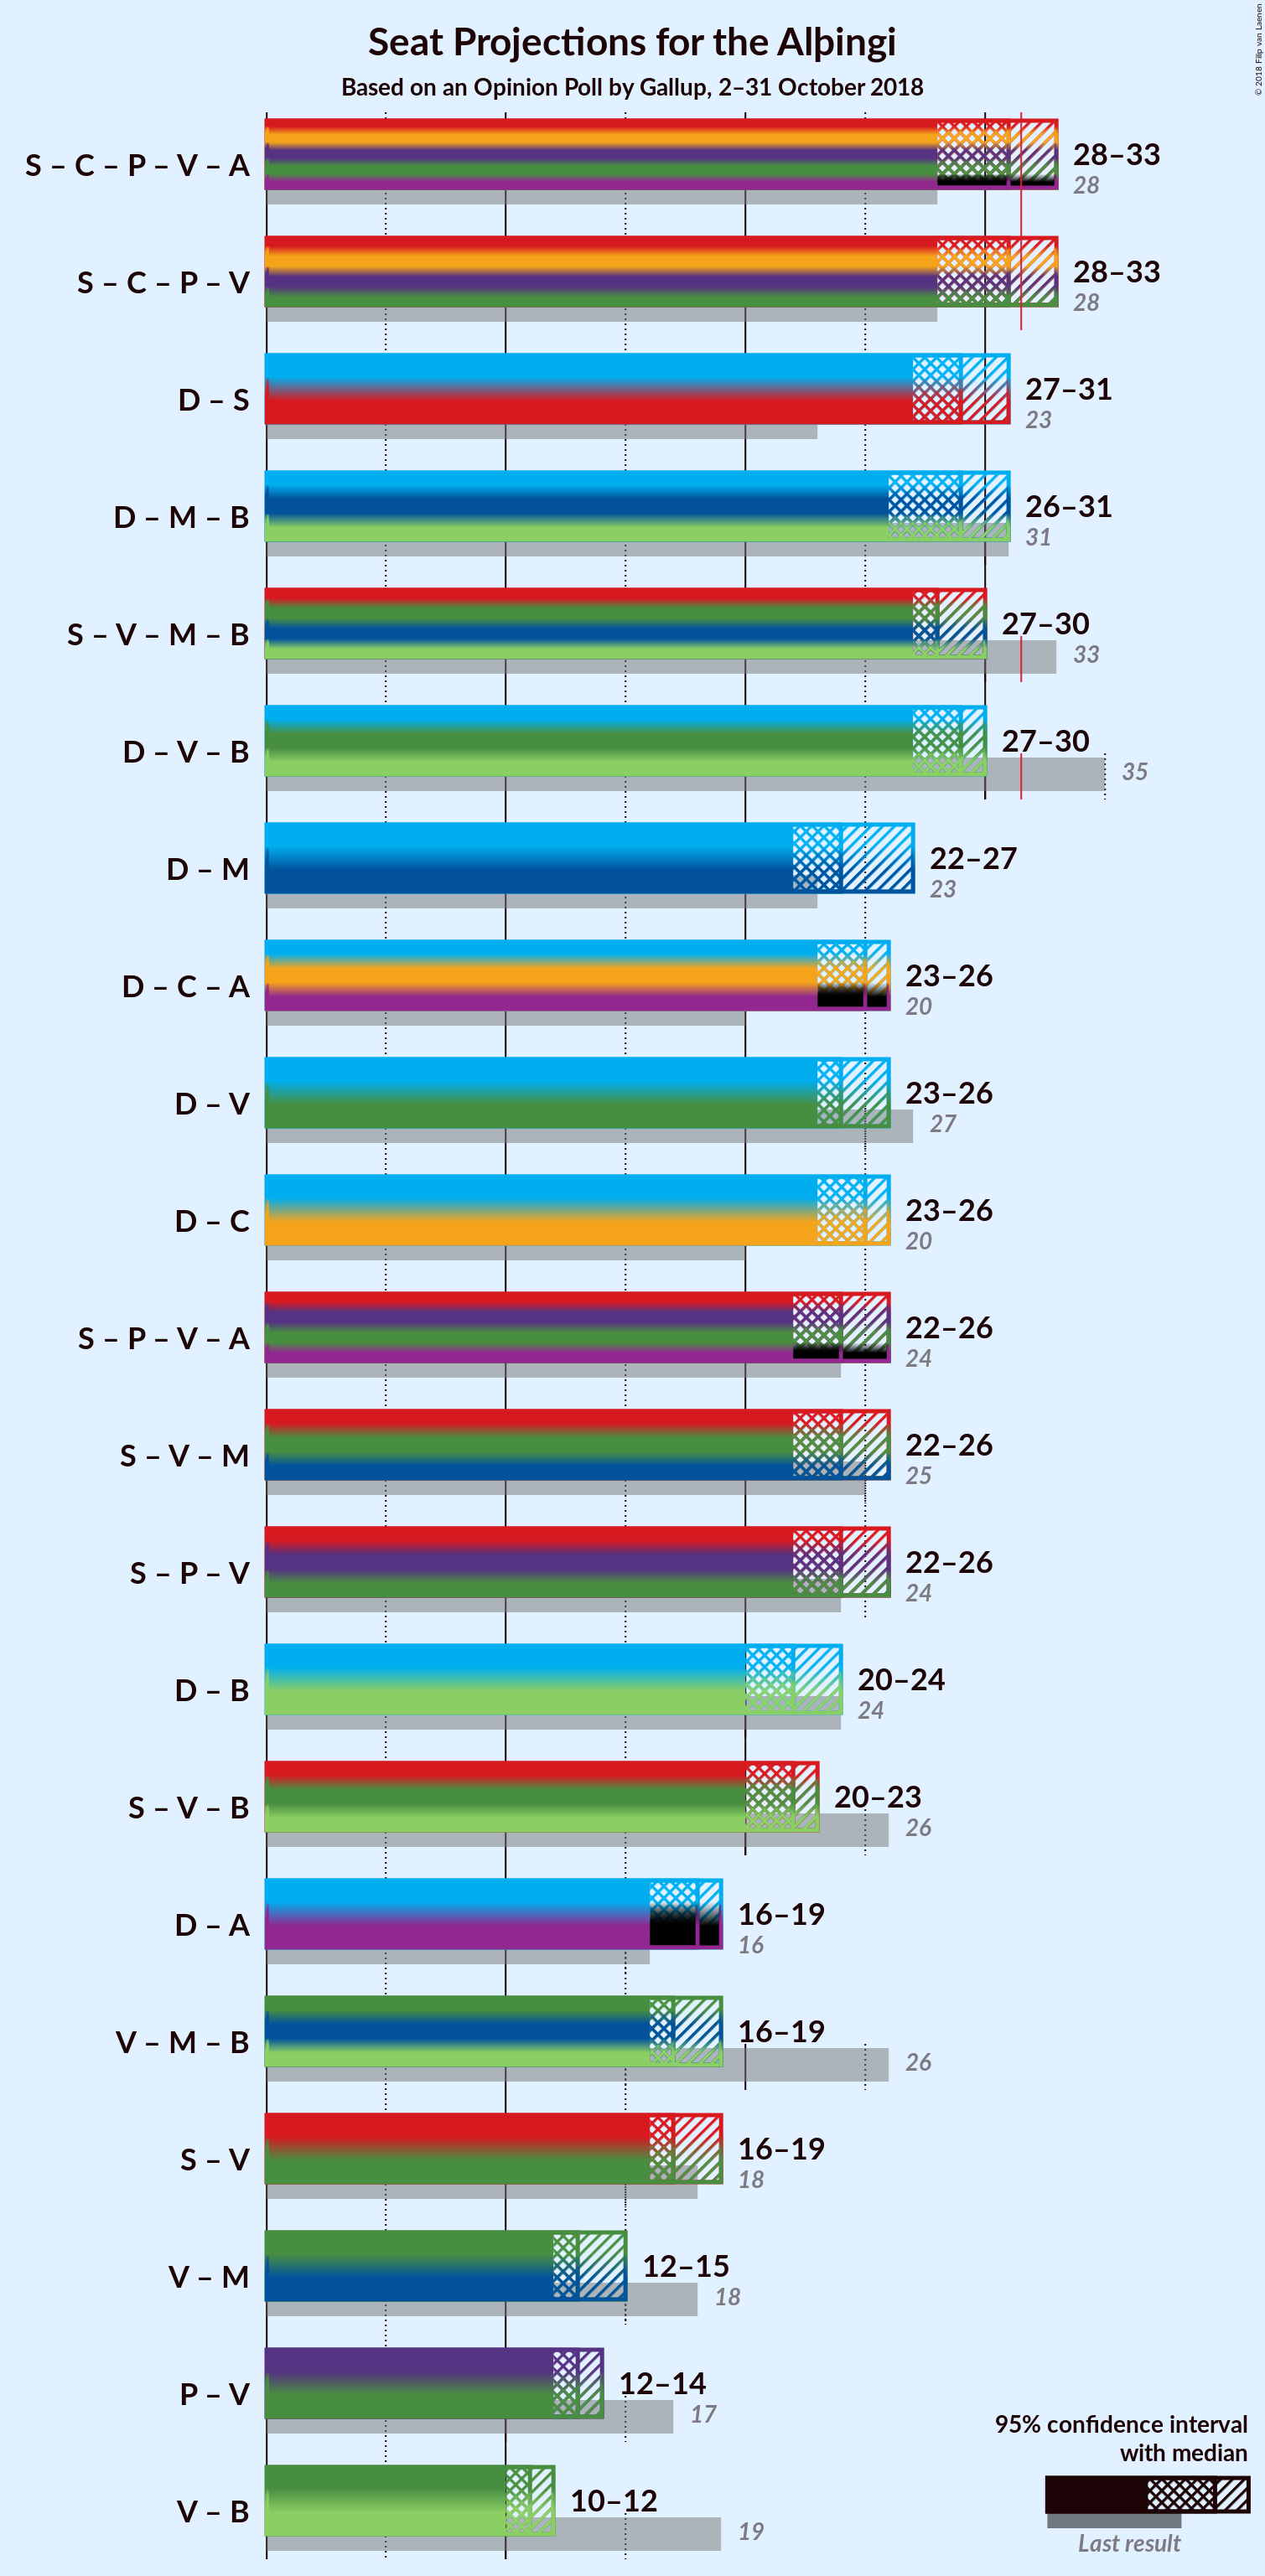 © 2018 Filip van Laenen
Seat Projections for the Alþingi
Based on an Opinion Poll by Gallup, 2–31 October 2018
S – C – P – V – A
28–33
28
S – C – P – V
28–33
28
D – S
27–31
23
D – M – B
26–31
31
S – V – M – B
27–30
33
D – V – B
27–30
35
D – M
22–27
23
D – C – A
23–26
20
D – V
23–26
27
D – C
23–26
20
S – P – V – A
22–26
24
S – V – M
22–26
25
S – P – V
22–26
24
D – B
20–24
24
S – V – B
20–23
26
D – A
16–19
16
V – M – B
16–19
26
S – V
16–19
18
V – M
12–15
18
P – V
12–14
17
V – B
10–12
19
95% confidence interval
with median
Last result